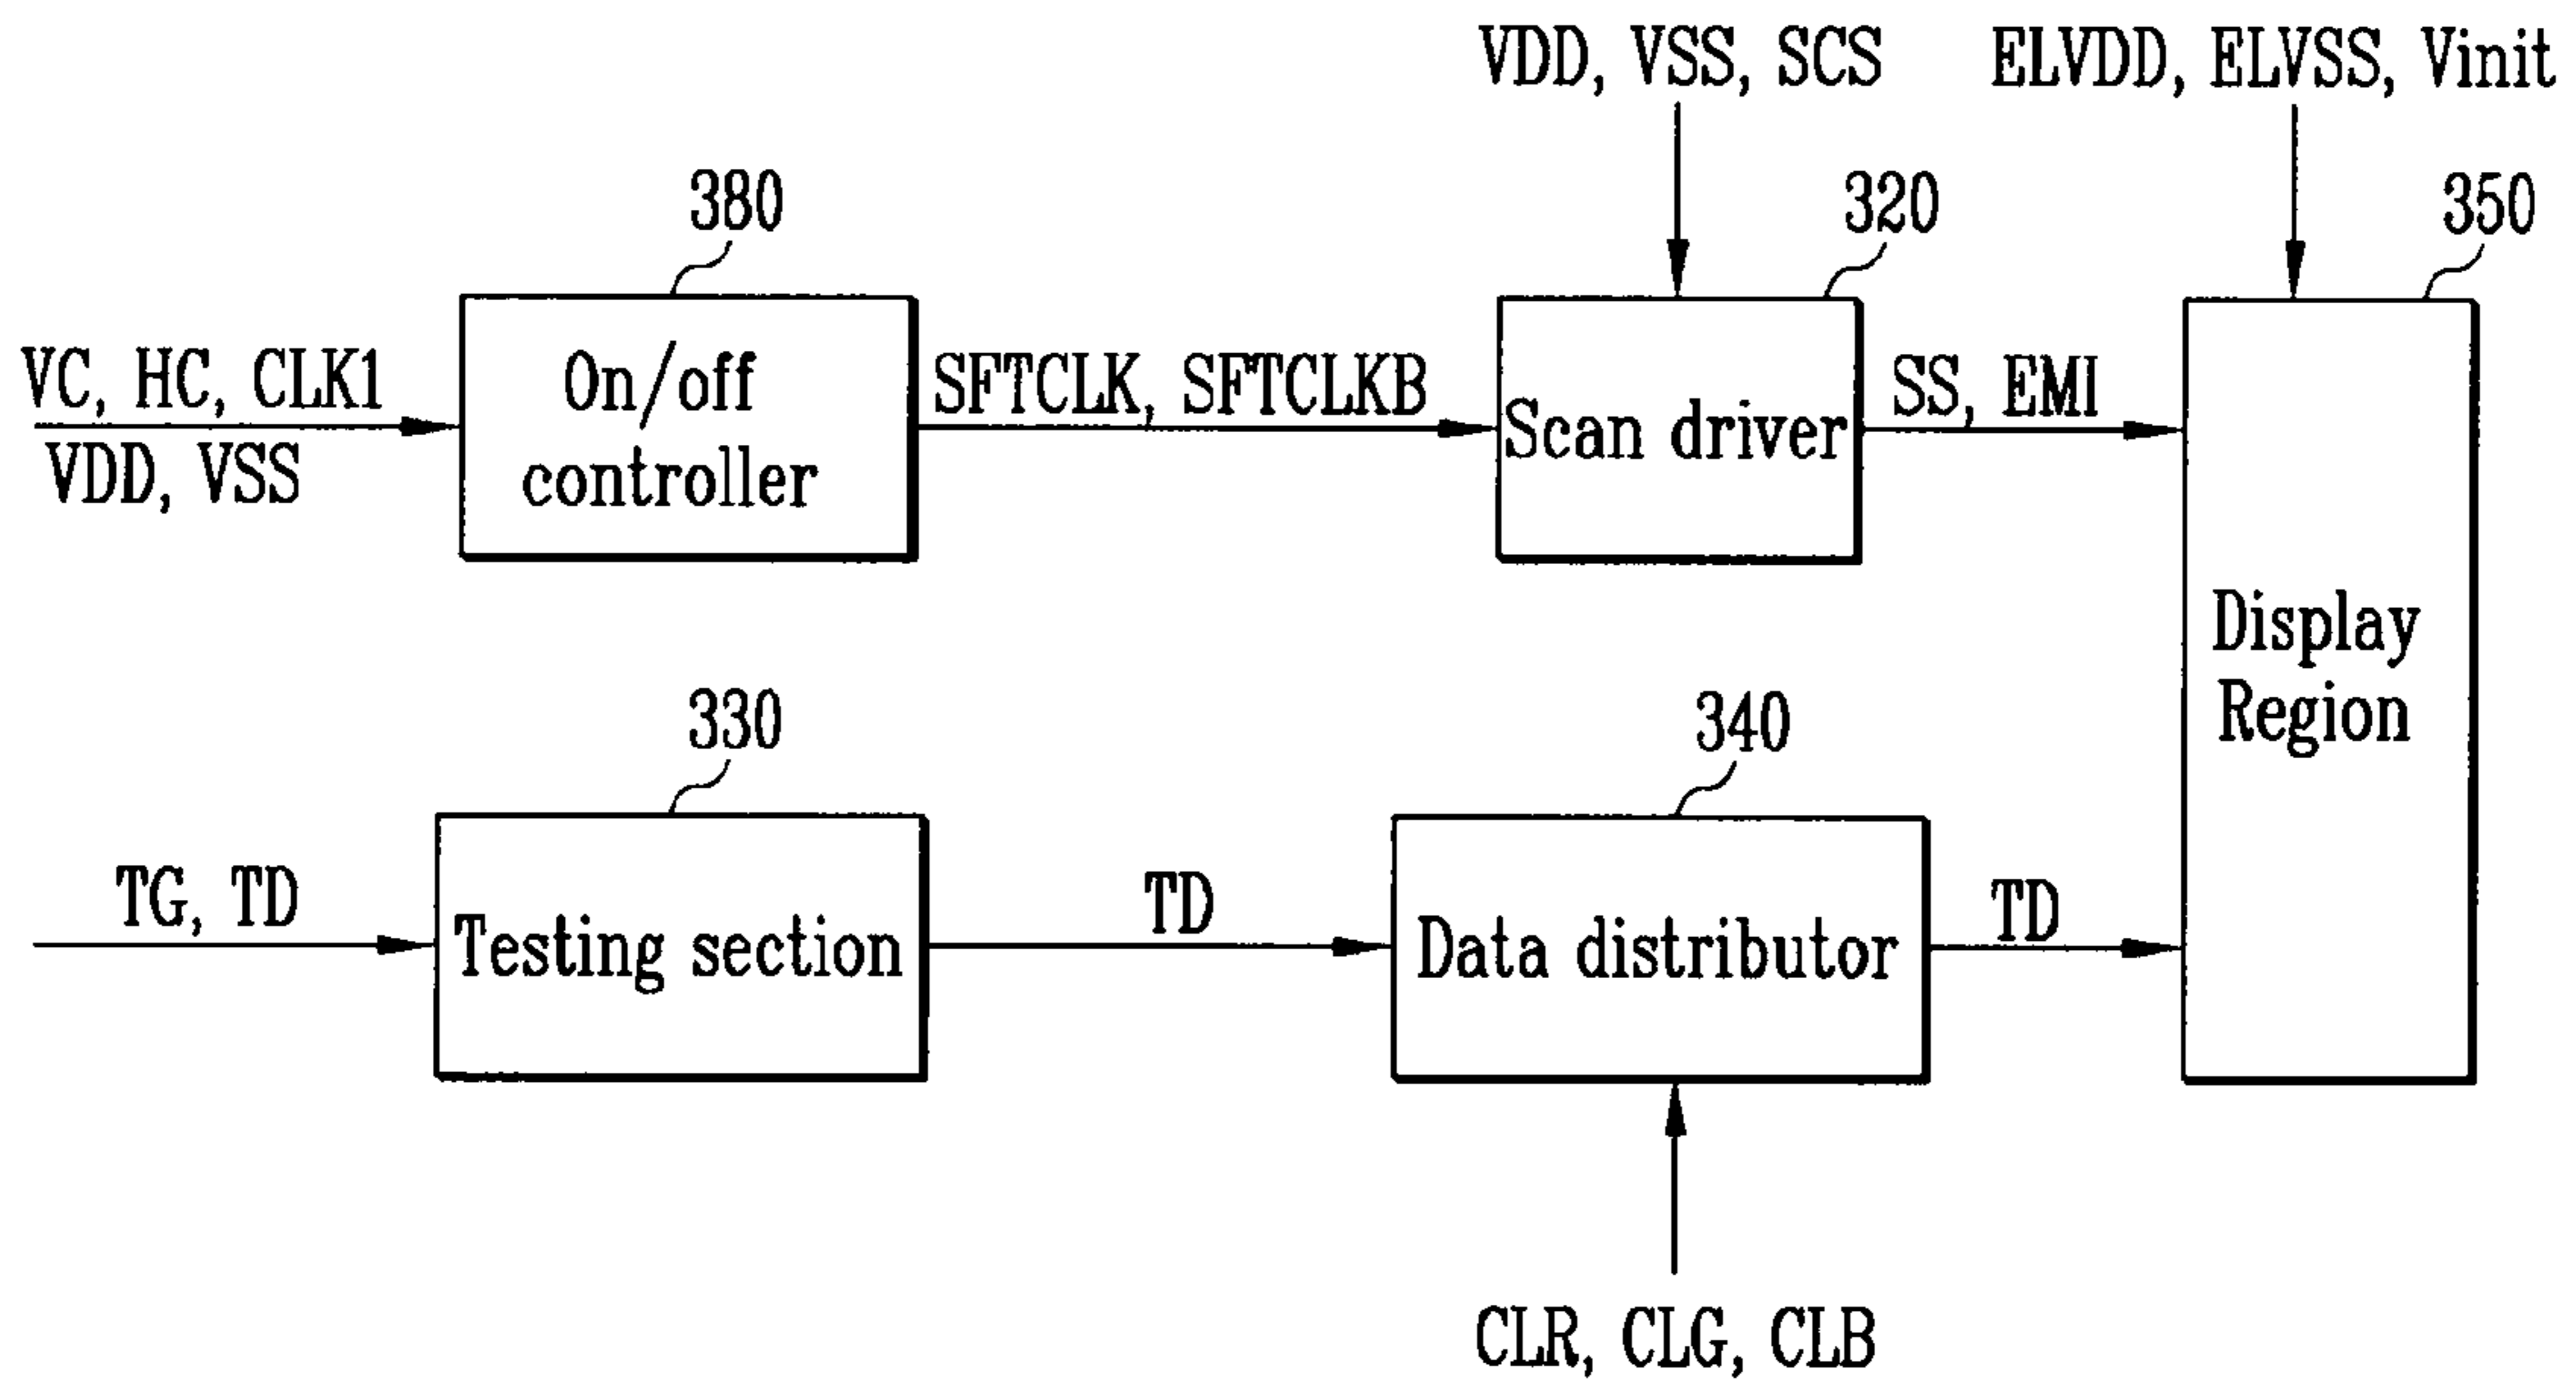 VDD, VSS, SCS
ELVDD, ELVSS, Vinit
380
320
350
VC, HC, CLK1
VDD, VSS
On/off
controller
SFTCLK, SFTCLKB
Scan driver
SS, EMI
Display
Region
330
340
TG, TD
Testing section
TD
Data distributor
TD
CLR, CLG, CLB